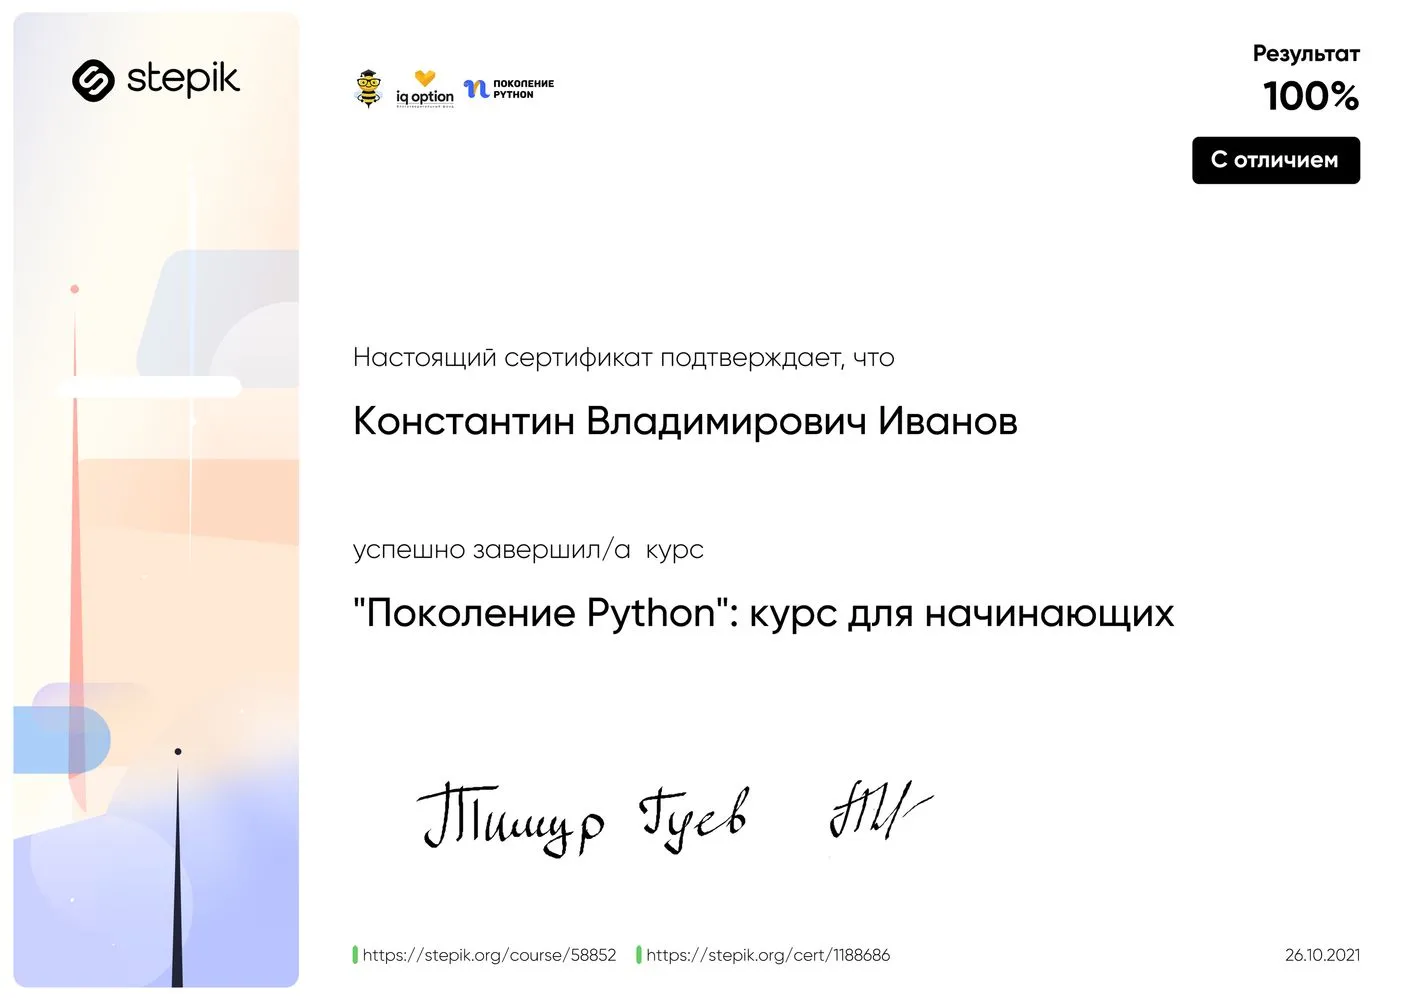 stepik
iq option
ПОКОЛЕНИЕ
PYTHON
Результат
100%
С отличием
Настоящий сертификат подтверждает, что
Константин Владимирович Иванов
успешно завершил/а курс
"Поколение Python": курс для начинающих
Тимур Гуев
https://stepik.org/course/58852 https://stepik.org/cert/1188686 26.10.2021